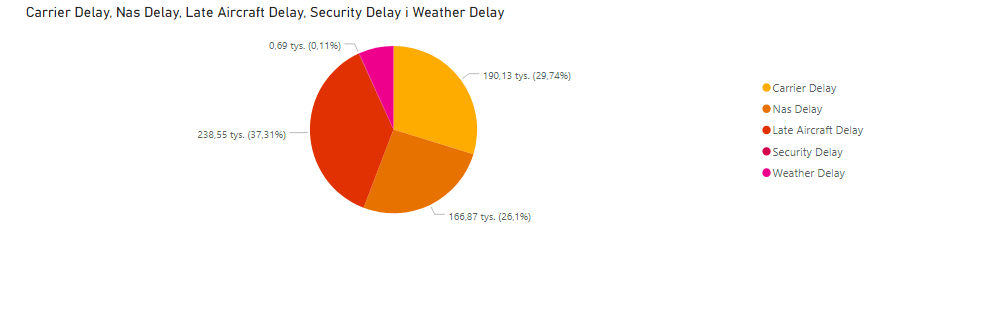 Carrier Delay, Nas Delay, Late Aircraft Delay, Security Delay i Weather Delay
0,69 tys. (0,11%)
190,13 tys. (29,74%)
238,55 tys. (37,31%)
166,87 tys. (26,1%)
Carrier Delay
Nas Delay
Late Aircraft Delay
Security Delay
Weather Delay